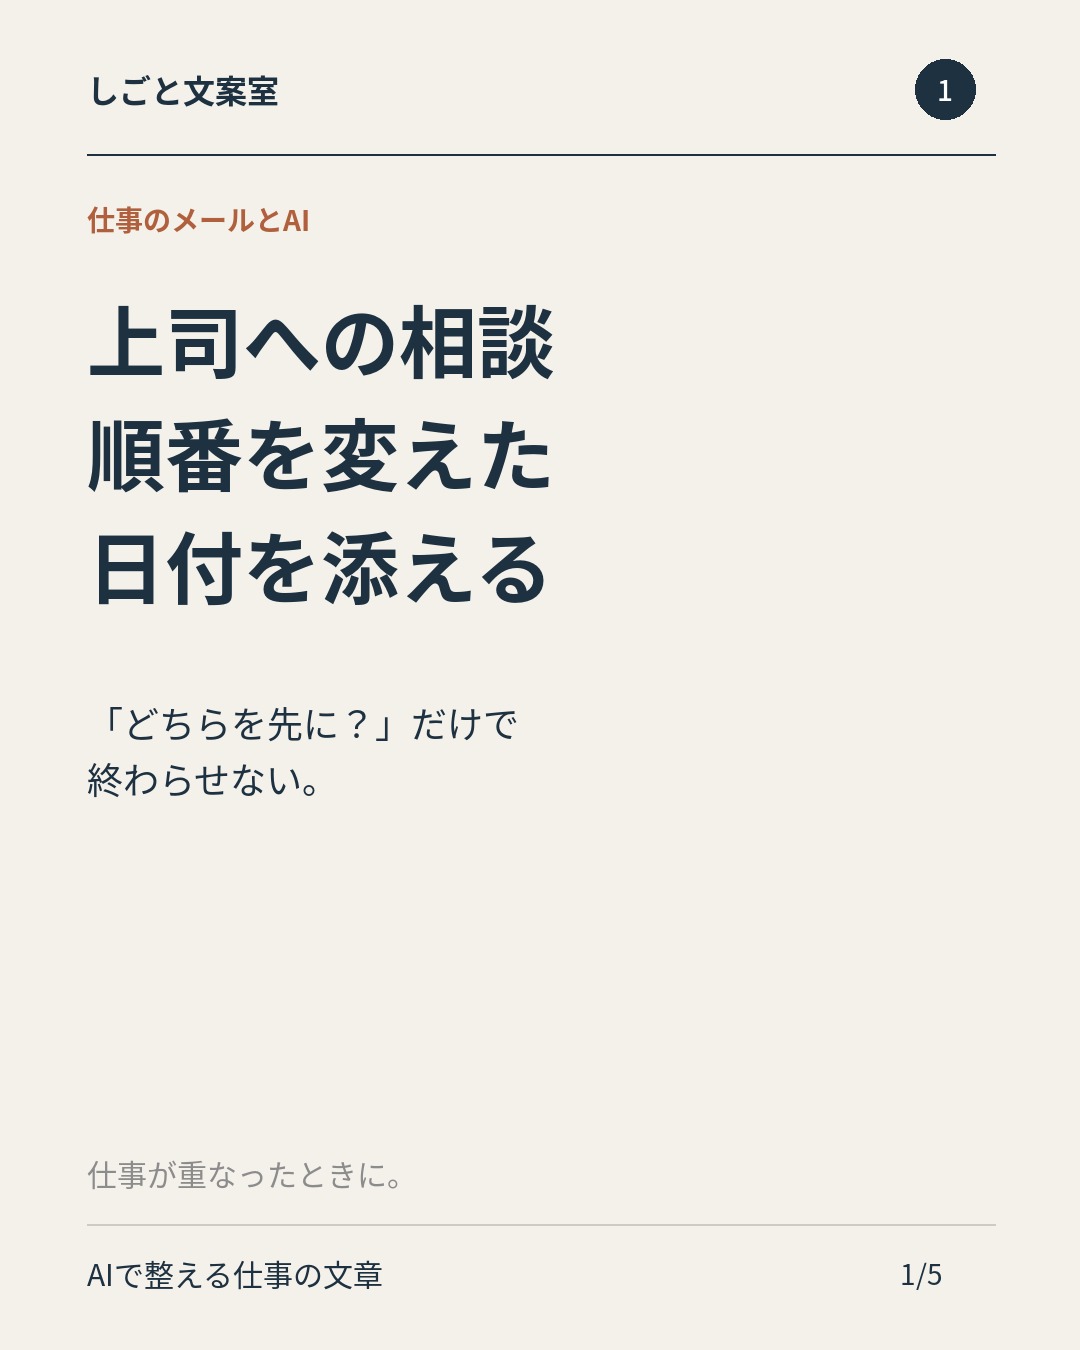 しごと文案室
1
仕事のメールとAI
上司への相談
順番を変えた
日付を添える
「どちらを先に？」だけで
終わらせない。
仕事が重なったときに。
AIで整える仕事の文章
1/5